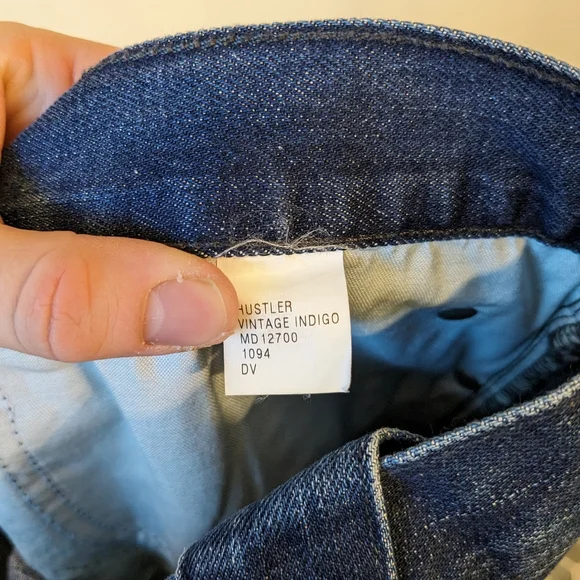 HUSTLER
VINTAGE INDIGO
MD12700
1094
DV